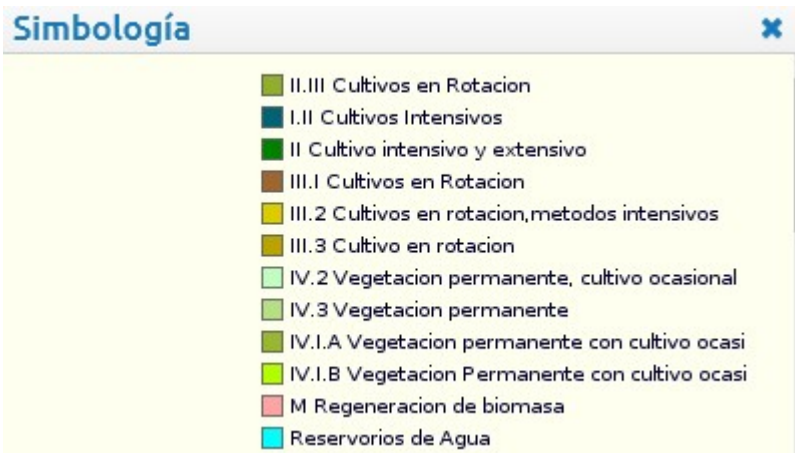 Simbología
II.III Cultivos en Rotacion
I.II Cultivos Intensivos
II Cultivo intensivo y extensivo
III.I Cultivos en Rotacion
III.2 Cultivos en rotacion,metodos intensivos
III.3 Cultivo en rotacion
IV.2 Vegetacion permanente, cultivo ocasional
IV.3 Vegetacion permanente
IV.I.A Vegetacion permanente con cultivo ocasi
IV.I.B Vegetacion Permanente con cultivo ocasi
M Regeneracion de biomasa
Reservorios de Agua